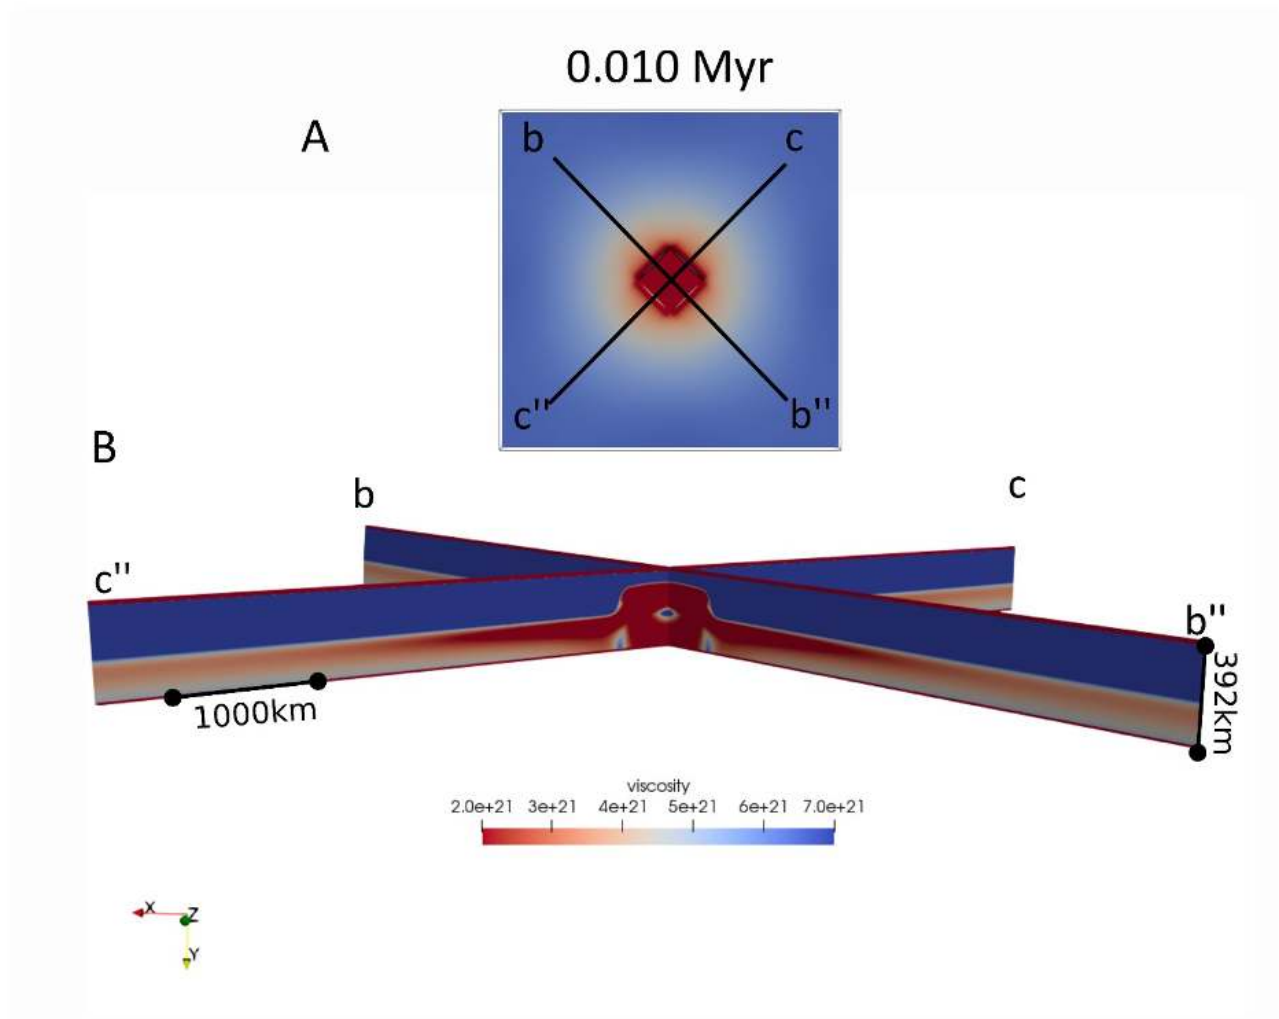 0.010 Myr
A
b
c
c''
b''
B
b
c
c''
b''
392km
1000km
viscosity
2.0e+21 3e+21 4e+21 5e+21 6e+21 7.0e+21
X
Z
Y